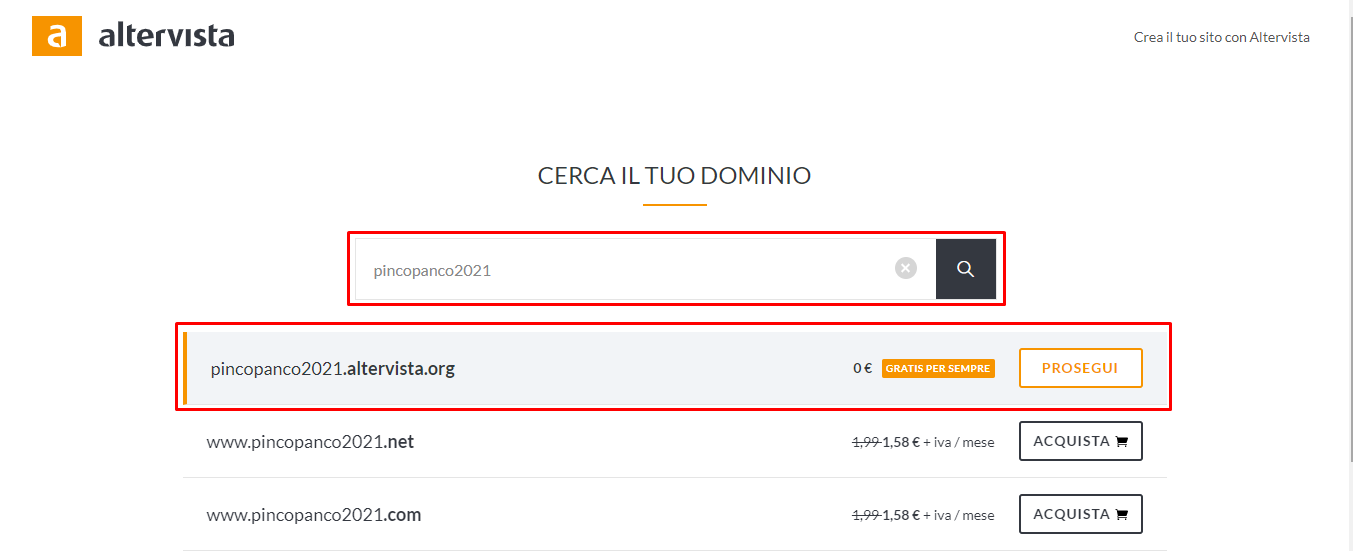 a altervista
Crea il tuo sito con Altervista
CERCA IL TUO DOMINIO
pincopanco2021
pincopanco2021.altervista.org 0 € GRATIS PER SEMPRE PROSEGUI
www.pincopanco2021.net 1,99 1,58 € + iva / mese ACQUISTA
www.pincopanco2021.com 1,99 1,58 € + iva / mese ACQUISTA